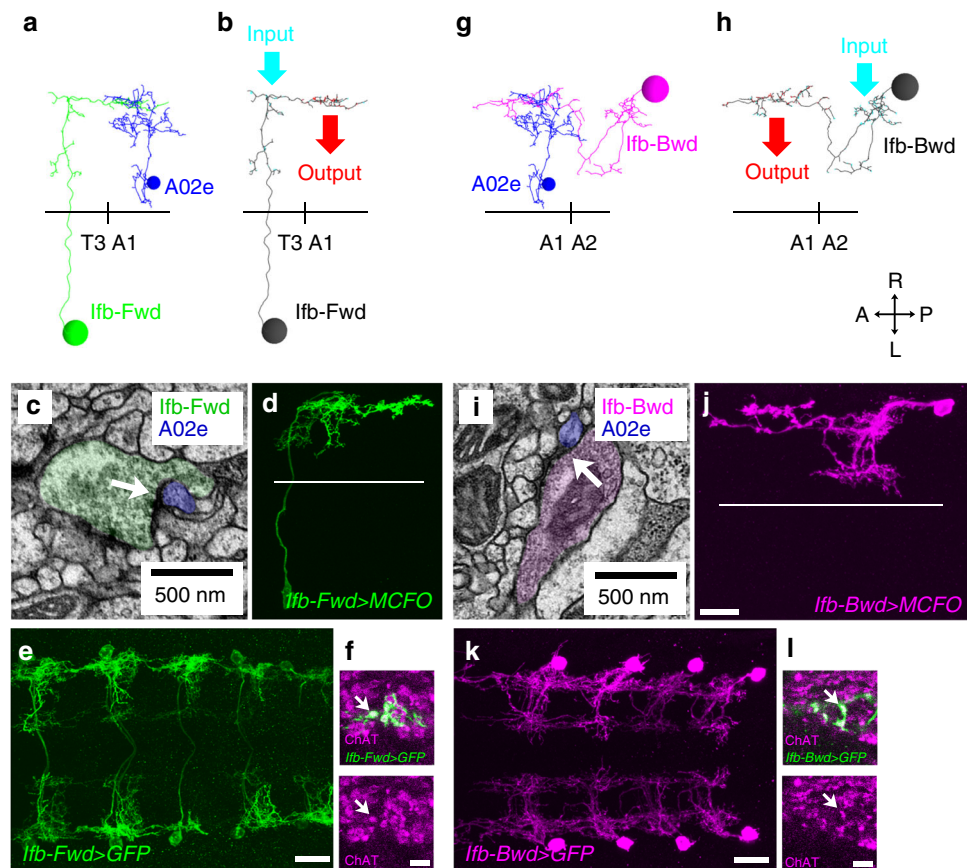 a
b
g
h
Input
Input
Ifb-Bwd
Ifb-Bwd
A02e
Output
A02e
Output
T3 A1
T3 A1
A1 A2
A1 A2
Ifb-Fwd
Ifb-Fwd
R
A P
L
c
Ifb-Fwd
A02e
500 nm
d
Ifb-Fwd>MCFO
i
Ifb-Bwd
A02e
500 nm
j
Ifb-Bwd>MCFO
e
Ifb-Fwd>GFP
f
ChAT
Ifb-Fwd>GFP
ChAT
k
Ifb-Bwd>GFP
l
ChAT
Ifb-Bwd>GFP
ChAT